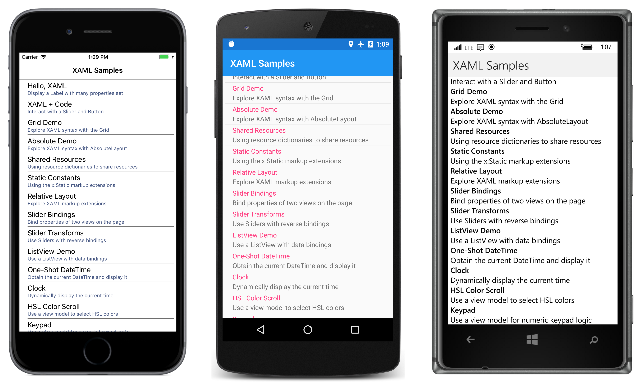 Carrier
1:09 PM
XAML Samples
Hello, XAML
Display a Label with many properties set
XAML + Code
Interact with a Slider and Button
Grid Demo
Explore XAML syntax with the Grid
Absolute Demo
Explore XAML syntax with AbsoluteLayout
Shared Resources
Using resource dictionaries to share resources
Static Constants
Using the x:Static markup extensions
Relative Layout
Explore XAML markup extensions
Slider Bindings
Bind properties of two views on the page
Slider Transforms
Use Sliders with reverse bindings
ListView Demo
Use a ListView with data bindings
One-Shot DateTime
Obtain the current DateTime and display it
Clock
Dynamically display the current time
HSL Color Scroll
Use a view model to select HSL colors
Keypad
Use a view model for numeric keypad logic
1:09
XAML Samples
Interact with a Slider and Button
Grid Demo
Explore XAML syntax with the Grid
Absolute Demo
Explore XAML syntax with AbsoluteLayout
Shared Resources
Using resource dictionaries to share resources
Static Constants
Using the x:Static markup extensions
Relative Layout
Explore XAML markup extensions
Slider Bindings
Bind properties of two views on the page
Slider Transforms
Use Sliders with reverse bindings
ListView Demo
Use a ListView with data bindings
One-Shot DateTime
Obtain the current DateTime and display it
Clock
Dynamically display the current time
HSL Color Scroll
Use a view model to select HSL colors
LTE
1:07
XAML Samples
Interact with a Slider and Button
Grid Demo
Explore XAML syntax with the Grid
Absolute Demo
Explore XAML syntax with AbsoluteLayout
Shared Resources
Using resource dictionaries to share resources
Static Constants
Using the x:Static markup extensions
Relative Layout
Explore XAML markup extensions
Slider Bindings
Bind properties of two views on the page
Slider Transforms
Use Sliders with reverse bindings
ListView Demo
Use a ListView with data bindings
One-Shot DateTime
Obtain the current DateTime and display it
Clock
Dynamically display the current time
HSL Color Scroll
Use a view model to select HSL colors
Keypad
Use a view model for numeric keypad logic